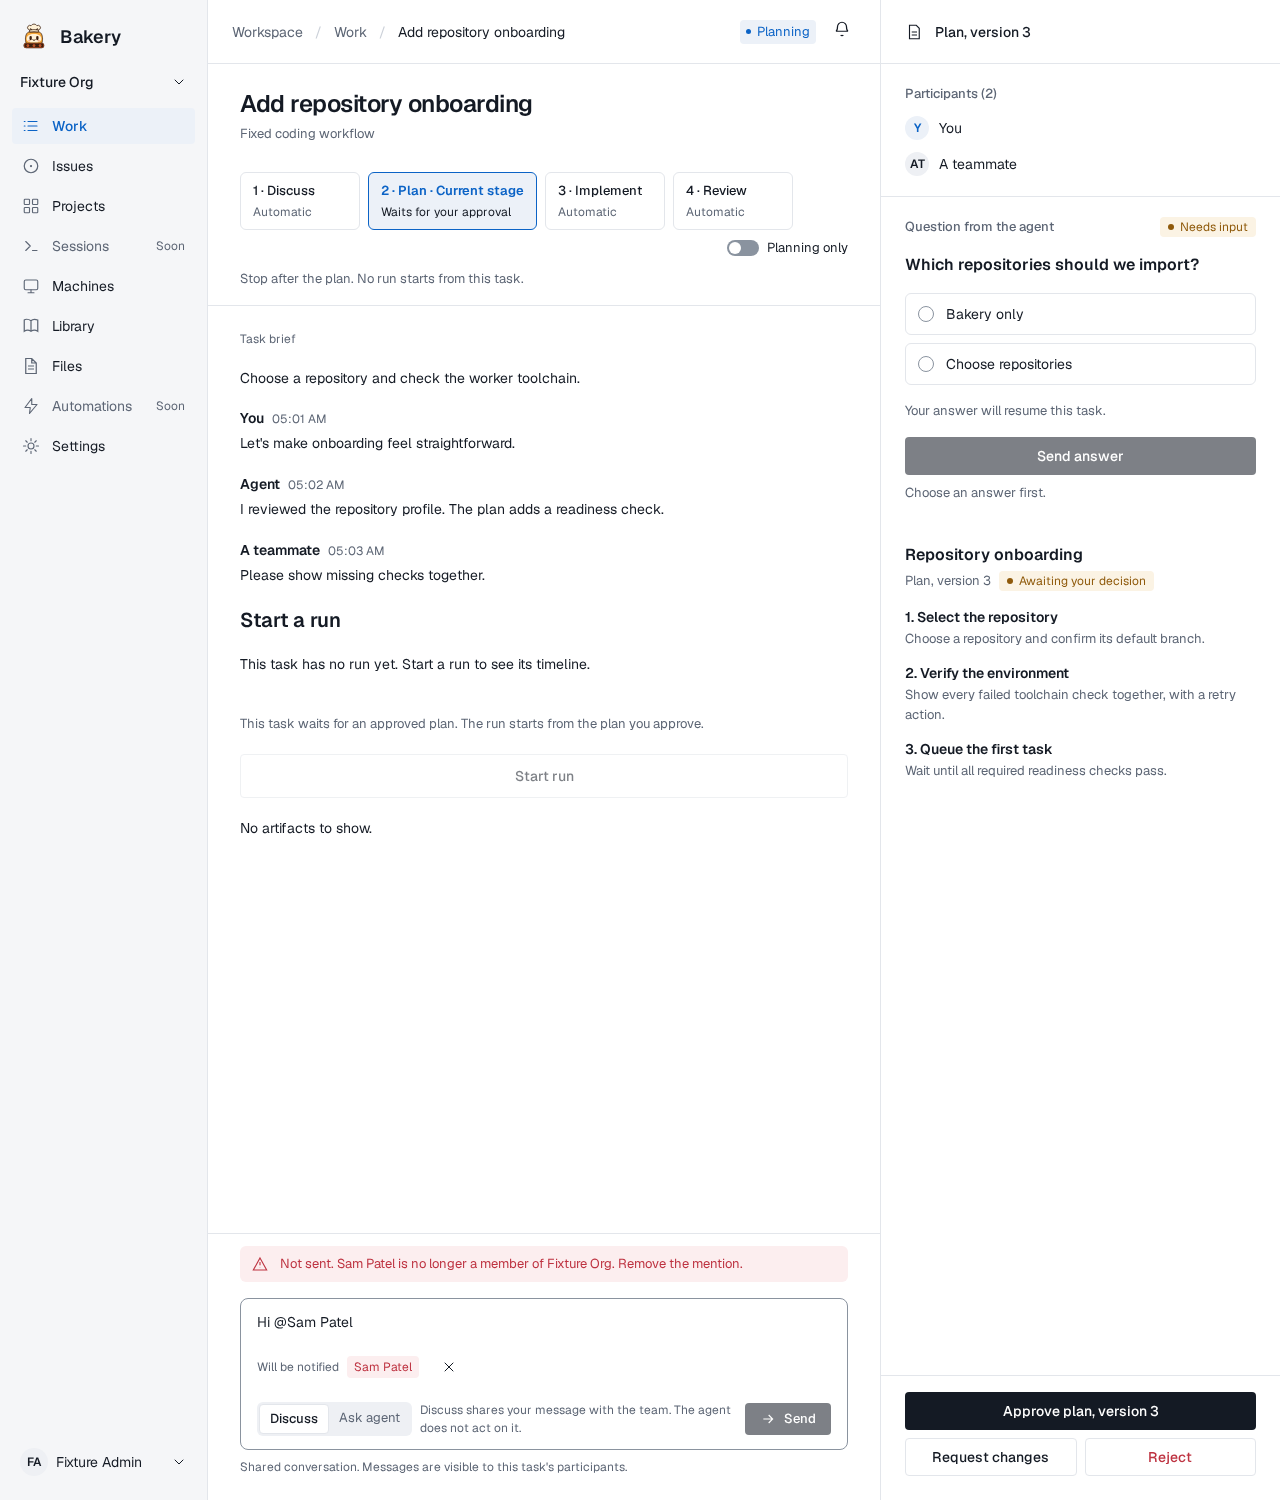 Bakery
Fixture Org
Work
Issues
Projects
Sessions Soon
Machines
Library
Files
Automations Soon
Settings
FA Fixture Admin
Workspace / Work / Add repository onboarding
Planning
Add repository onboarding
Fixed coding workflow
1 · Discuss
Automatic
2 · Plan · Current stage
Waits for your approval
3 · Implement
Automatic
4 · Review
Automatic
Planning only
Stop after the plan. No run starts from this task.
Task brief
Choose a repository and check the worker toolchain.
You 05:01 AM
Let's make onboarding feel straightforward.
Agent 05:02 AM
I reviewed the repository profile. The plan adds a readiness check.
A teammate 05:03 AM
Please show missing checks together.
Start a run
This task has no run yet. Start a run to see its timeline.
This task waits for an approved plan. The run starts from the plan you approve.
Start run
No artifacts to show.
Not sent. Sam Patel is no longer a member of Fixture Org. Remove the mention.
Hi @Sam Patel
Will be notified Sam Patel
Discuss Ask agent
Discuss shares your message with the team. The agent
does not act on it.
Send
Shared conversation. Messages are visible to this task's participants.
Plan, version 3
Participants (2)
Y You
AT A teammate
Question from the agent Needs input
Which repositories should we import?
Bakery only
Choose repositories
Your answer will resume this task.
Send answer
Choose an answer first.
Repository onboarding
Plan, version 3 Awaiting your decision
1. Select the repository
Choose a repository and confirm its default branch.
2. Verify the environment
Show every failed toolchain check together, with a retry
action.
3. Queue the first task
Wait until all required readiness checks pass.
Approve plan, version 3
Request changes Reject